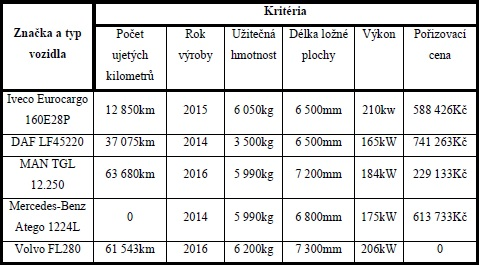 Značka a typ vozidla Kritéria
Počet ujetých kilometrů Rok výroby Užitečná hmotnost Délka ložné plochy Výkon Pořizovací cena
Iveco Eurocargo 160E28P 12 850km 2015 6 050kg 6 500mm 210kw 588 426Kč
DAF LF45220 37 075km 2014 3 500kg 6 500mm 165kW 741 263Kč
MAN TGL 12.250 63 680km 2016 5 990kg 7 200mm 184kW 229 133Kč
Mercedes-Benz Atego 1224L 0 2014 5 990kg 6 800mm 175kW 613 733Kč
Volvo FL280 61 543km 2016 6 200kg 7 300mm 206kW 0